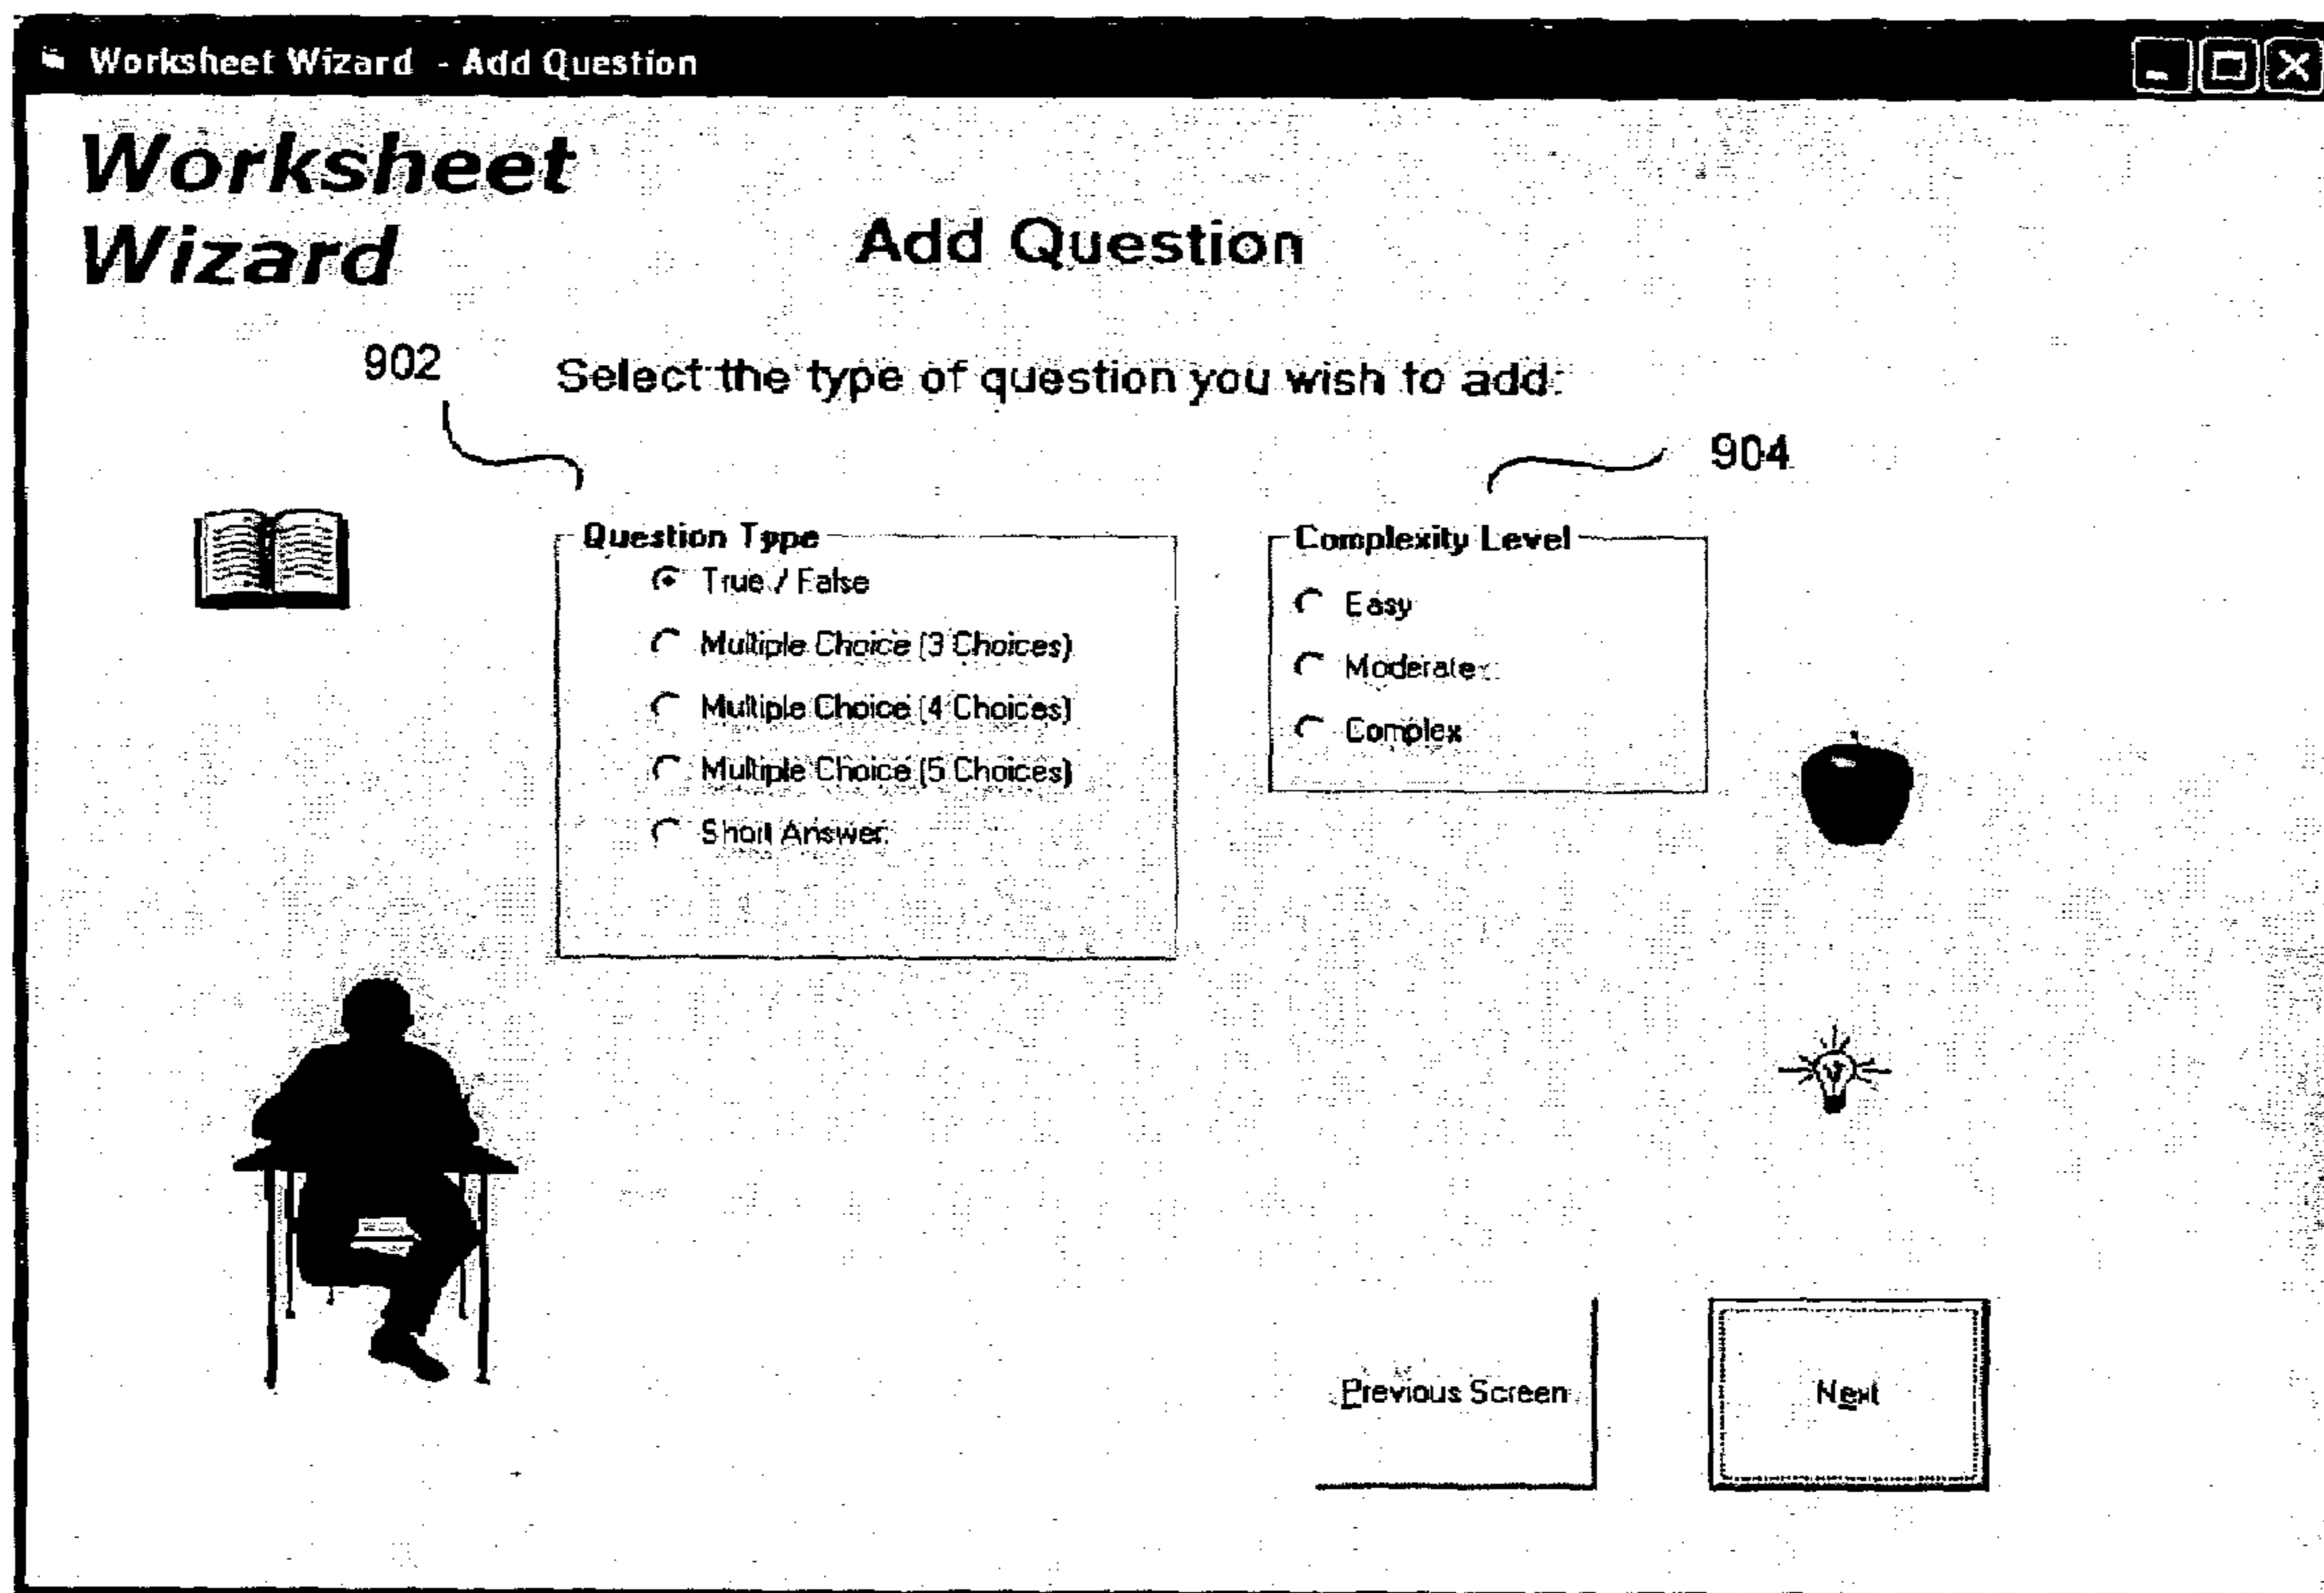 Worksheet Wizard - Add Question
Worksheet
Wizard
Add Question
902
Select the type of question you wish to add:
904
Question Type
True / False
Multiple Choice (3 Choices)
Multiple Choice (4 Choices)
Multiple Choice (5 Choices)
Short Answer
Complexity Level
Easy
Moderate
Complex
Previous Screen
Next